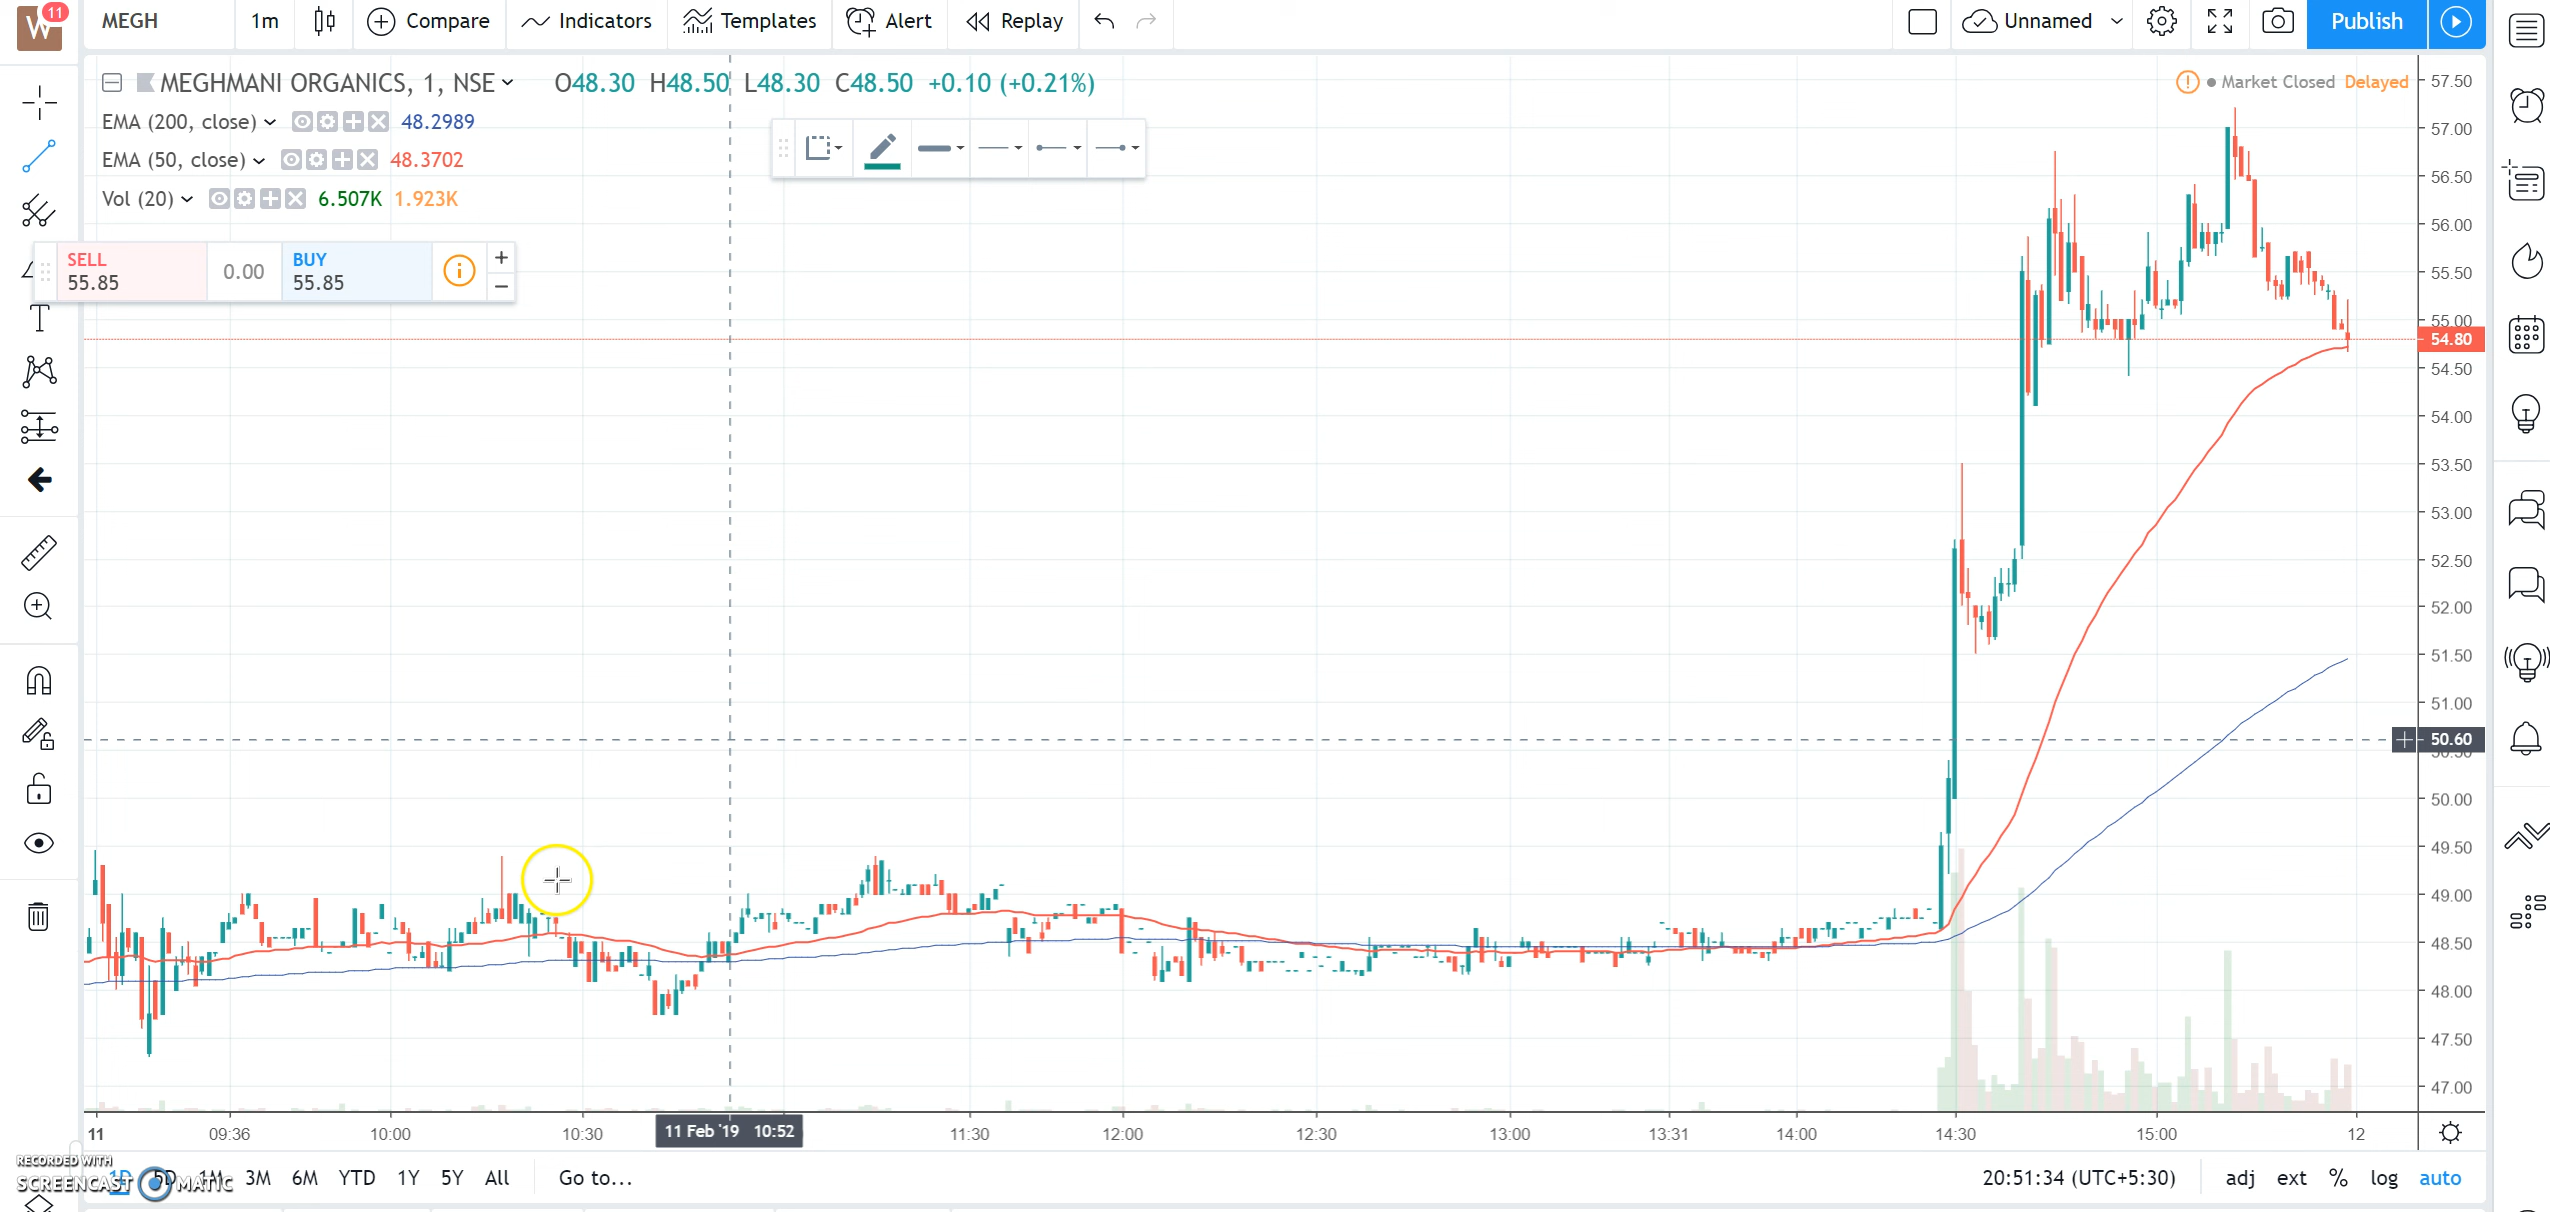 W 11 MEGH 1m Compare Indicators Templates Alert Replay Unnamed Publish
MEGHMANI ORGANICS, 1, NSE O48.30 H48.50 L48.30 C48.50 +0.10 (+0.21%)
Market Closed Delayed
EMA (200, close) 48.2989
EMA (50, close) 48.3702
Vol (20) 6.507K 1.923K
SELL
55.85
0.00
BUY
55.85
57.50
57.00
56.50
56.00
55.50
55.00
54.80
54.50
54.00
53.50
53.00
52.50
52.00
51.50
51.00
50.60
50.00
49.50
49.00
48.50
48.00
47.50
47.00
11 09:36 10:00 10:30 11 Feb '19 10:52 11:30 12:00 12:30 13:00 13:31 14:00 14:30 15:00 12
RECORDED WITH
SCREENCAST MATIC
1D 5D 1M 3M 6M YTD 1Y 5Y All Go to... 20:51:34 (UTC+5:30) adj ext % log auto